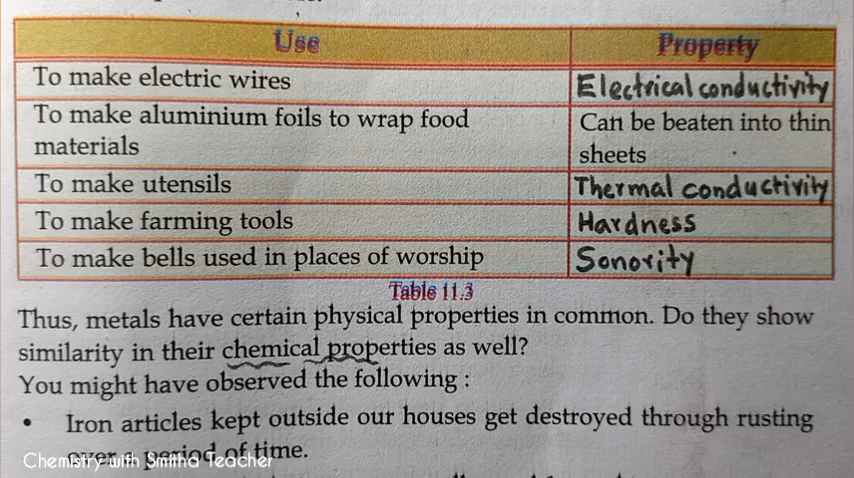 Use Property
To make electric wires Electrical conductivity
To make aluminium foils to wrap food Can be beaten into thin
materials sheets
To make utensils Thermal conductivity
To make farming tools Hardness
To make bells used in places of worship Sonority
Table 11.3
Thus, metals have certain physical properties in common. Do they show
similarity in their chemical properties as well?
You might have observed the following :
• Iron articles kept outside our houses get destroyed through rusting
over a period of time.
Chemistry with Smitha Teacher